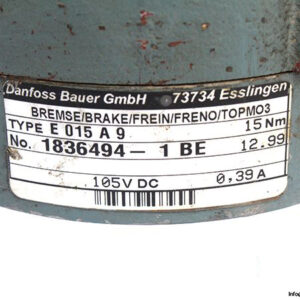 Danfoss Bauer GmbH 73734 Esslingen
BREMSE/BRAKE/FREIN/FRENO/TOPMO3
TYPE E 015 A 9 15 Nm
No. 1836494 - 1 BE 12.99
105V DC 0,39 A